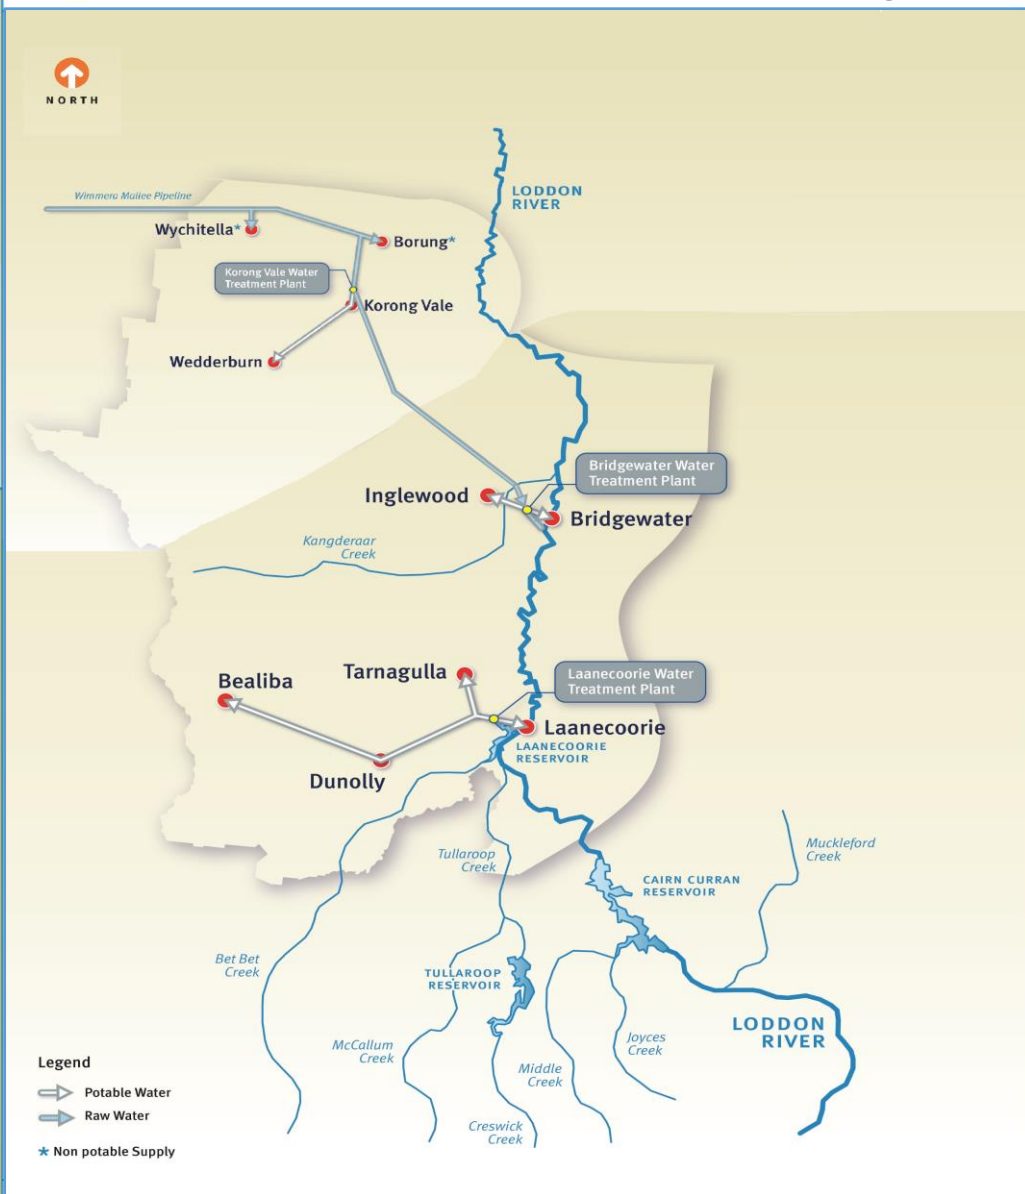 NORTH
Wimmera Mallee Pipeline
LODDON
RIVER
Wychitella*
Borung*
Korong Vale Water
Treatment Plant
Korong Vale
Wedderburn
Bridgewater Water
Treatment Plant
Inglewood
Bridgewater
Kangderaar
Creek
Tarnagulla
Laanecoorie Water
Treatment Plant
Bealiba
Laanecoorie
LAANECOORIE
RESERVOIR
Dunolly
Muckleford
Creek
Tullaroop
Creek
CAIRN CURRAN
RESERVOIR
Bet Bet
Creek
TULLAROOP
RESERVOIR
LODDON
RIVER
McCallum
Creek
Joyces
Creek
Middle
Creek
Creswick
Creek
Legend
Potable Water
Raw Water
* Non potable Supply